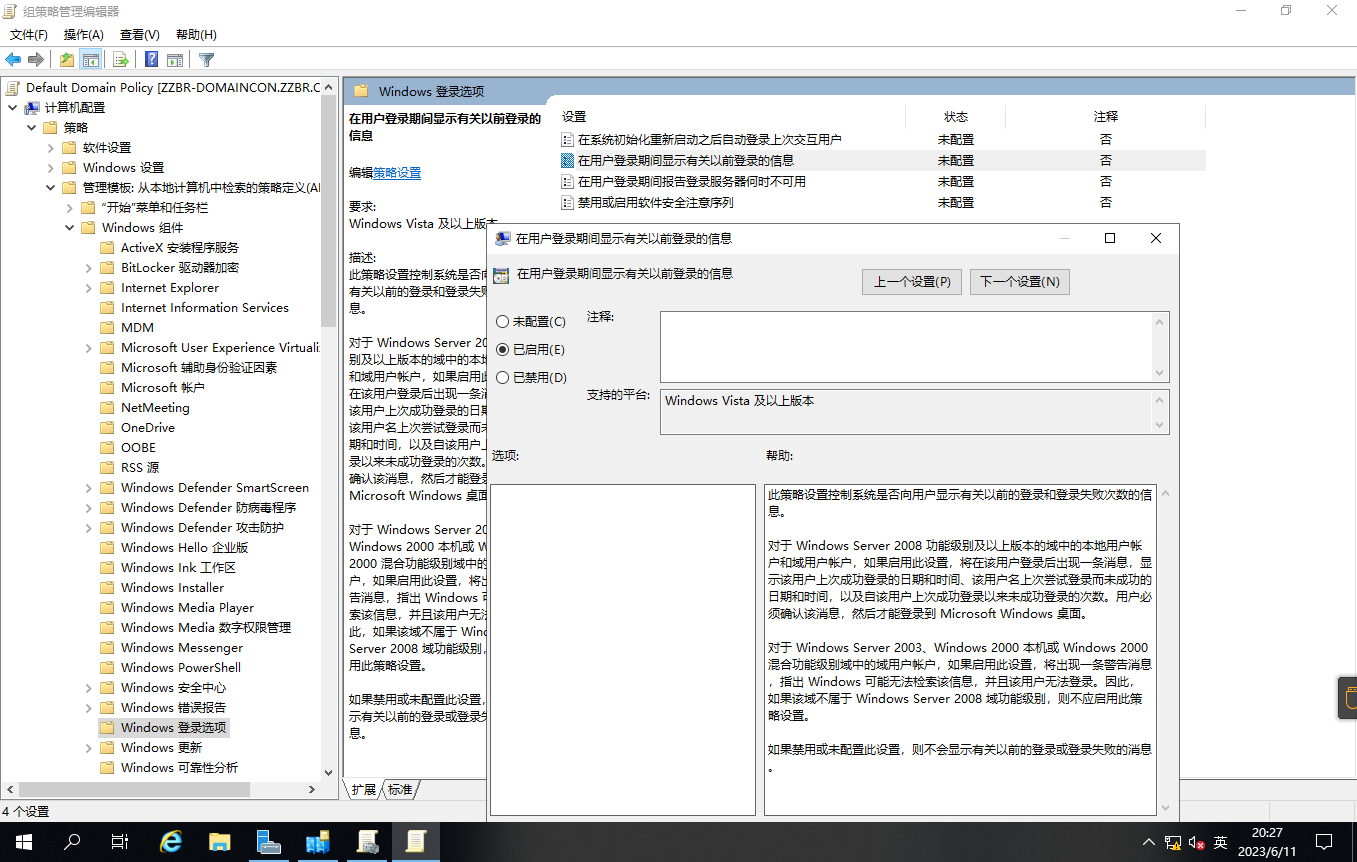 组策略管理编辑器
文件(F) 操作(A) 查看(V) 帮助(H)
Default Domain Policy [ZZBR-DOMAINCON.ZZBR.C
计算机配置
策略
软件设置
Windows 设置
管理模板: 从本地计算机中检索的策略定义(AI
“开始”菜单和任务栏
Windows 组件
ActiveX 安装程序服务
BitLocker 驱动器加密
Internet Explorer
Internet Information Services
MDM
Microsoft User Experience Virtualiz
Microsoft 辅助身份验证因素
Microsoft 帐户
NetMeeting
OneDrive
OOBE
RSS 源
Windows Defender SmartScreen
Windows Defender 防病毒程序
Windows Defender 攻击防护
Windows Hello 企业版
Windows Ink 工作区
Windows Installer
Windows Media Player
Windows Media 数字权限管理
Windows Messenger
Windows PowerShell
Windows 安全中心
Windows 错误报告
Windows 登录选项
Windows 更新
Windows 可靠性分析
4 个设置
Windows 登录选项
在用户登录期间显示有关以前登录的
信息
编辑策略设置
要求:
Windows Vista 及以上版本
描述:
此策略设置控制系统是否向
有关以前的登录和登录失败
息。
对于 Windows Server 20
别及以上版本的域中的本地
和域用户帐户，如果启用此
在该用户登录后出现一条消
该用户上次成功登录的日期
该用户名上次尝试登录而未
期和时间，以及自该用户上
录以来未成功登录的次数。
确认该消息，然后才能登录
Microsoft Windows 桌面
对于 Windows Server 20
Windows 2000 本机或 W
2000 混合功能级别域中的
户，如果启用此设置，将出
告消息，指出 Windows 可
索该信息，并且该用户无法
此，如果该域不属于 Wind
Server 2008 域功能级别，
用此策略设置。
如果禁用或未配置此设置，
示有关以前的登录或登录失
息。
扩展 标准
设置 状态 注释
在系统初始化重新启动之后自动登录上次交互用户 未配置 否
在用户登录期间显示有关以前登录的信息 未配置 否
在用户登录期间报告登录服务器何时不可用 未配置 否
禁用或启用软件安全注意序列 未配置 否
在用户登录期间显示有关以前登录的信息
在用户登录期间显示有关以前登录的信息
上一个设置(P) 下一个设置(N)
未配置(C) 注释:
已启用(E)
已禁用(D)
支持的平台: Windows Vista 及以上版本
选项: 帮助:
此策略设置控制系统是否向用户显示有关以前的登录和登录失败次数的信
息。
对于 Windows Server 2008 功能级别及以上版本的域中的本地用户帐
户和域用户帐户，如果启用此设置，将在该用户登录后出现一条消息，显
示该用户上次成功登录的日期和时间、该用户名上次尝试登录而未成功的
日期和时间，以及自该用户上次成功登录以来未成功登录的次数。用户必
须确认该消息，然后才能登录到 Microsoft Windows 桌面。
对于 Windows Server 2003、Windows 2000 本机或 Windows 2000
混合功能级别域中的域用户帐户，如果启用此设置，将出现一条警告消息
，指出 Windows 可能无法检索该信息，并且该用户无法登录。因此，
如果该域不属于 Windows Server 2008 域功能级别，则不应启用此策
略设置。
如果禁用或未配置此设置，则不会显示有关以前的登录或登录失败的消息
。
英 20:27
2023/6/11